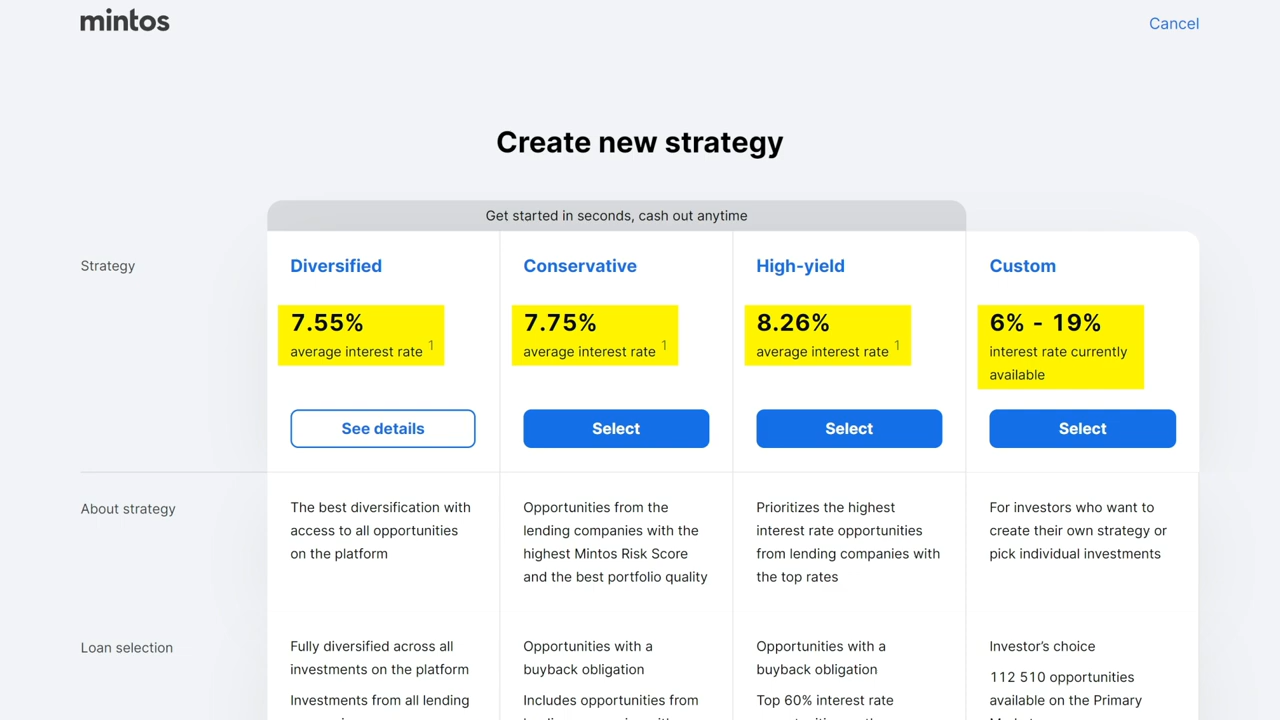 mintos
Cancel
Create new strategy
Get started in seconds, cash out anytime
Strategy
Diversified
7.55%
average interest rate 1
See details
Conservative
7.75%
average interest rate 1
Select
High-yield
8.26%
average interest rate 1
Select
Custom
6% - 19%
interest rate currently
available
Select
About strategy
The best diversification with
access to all opportunities
on the platform
Opportunities from the
lending companies with the
highest Mintos Risk Score
and the best portfolio quality
Prioritizes the highest
interest rate opportunities
from lending companies with
the top rates
For investors who want to
create their own strategy or
pick individual investments
Loan selection
Fully diversified across all
investments on the platform
Investments from all lending
Opportunities with a
buyback obligation
Includes opportunities from
Opportunities with a
buyback obligation
Top 60% interest rate
Investor's choice
112 510 opportunities
available on the Primary